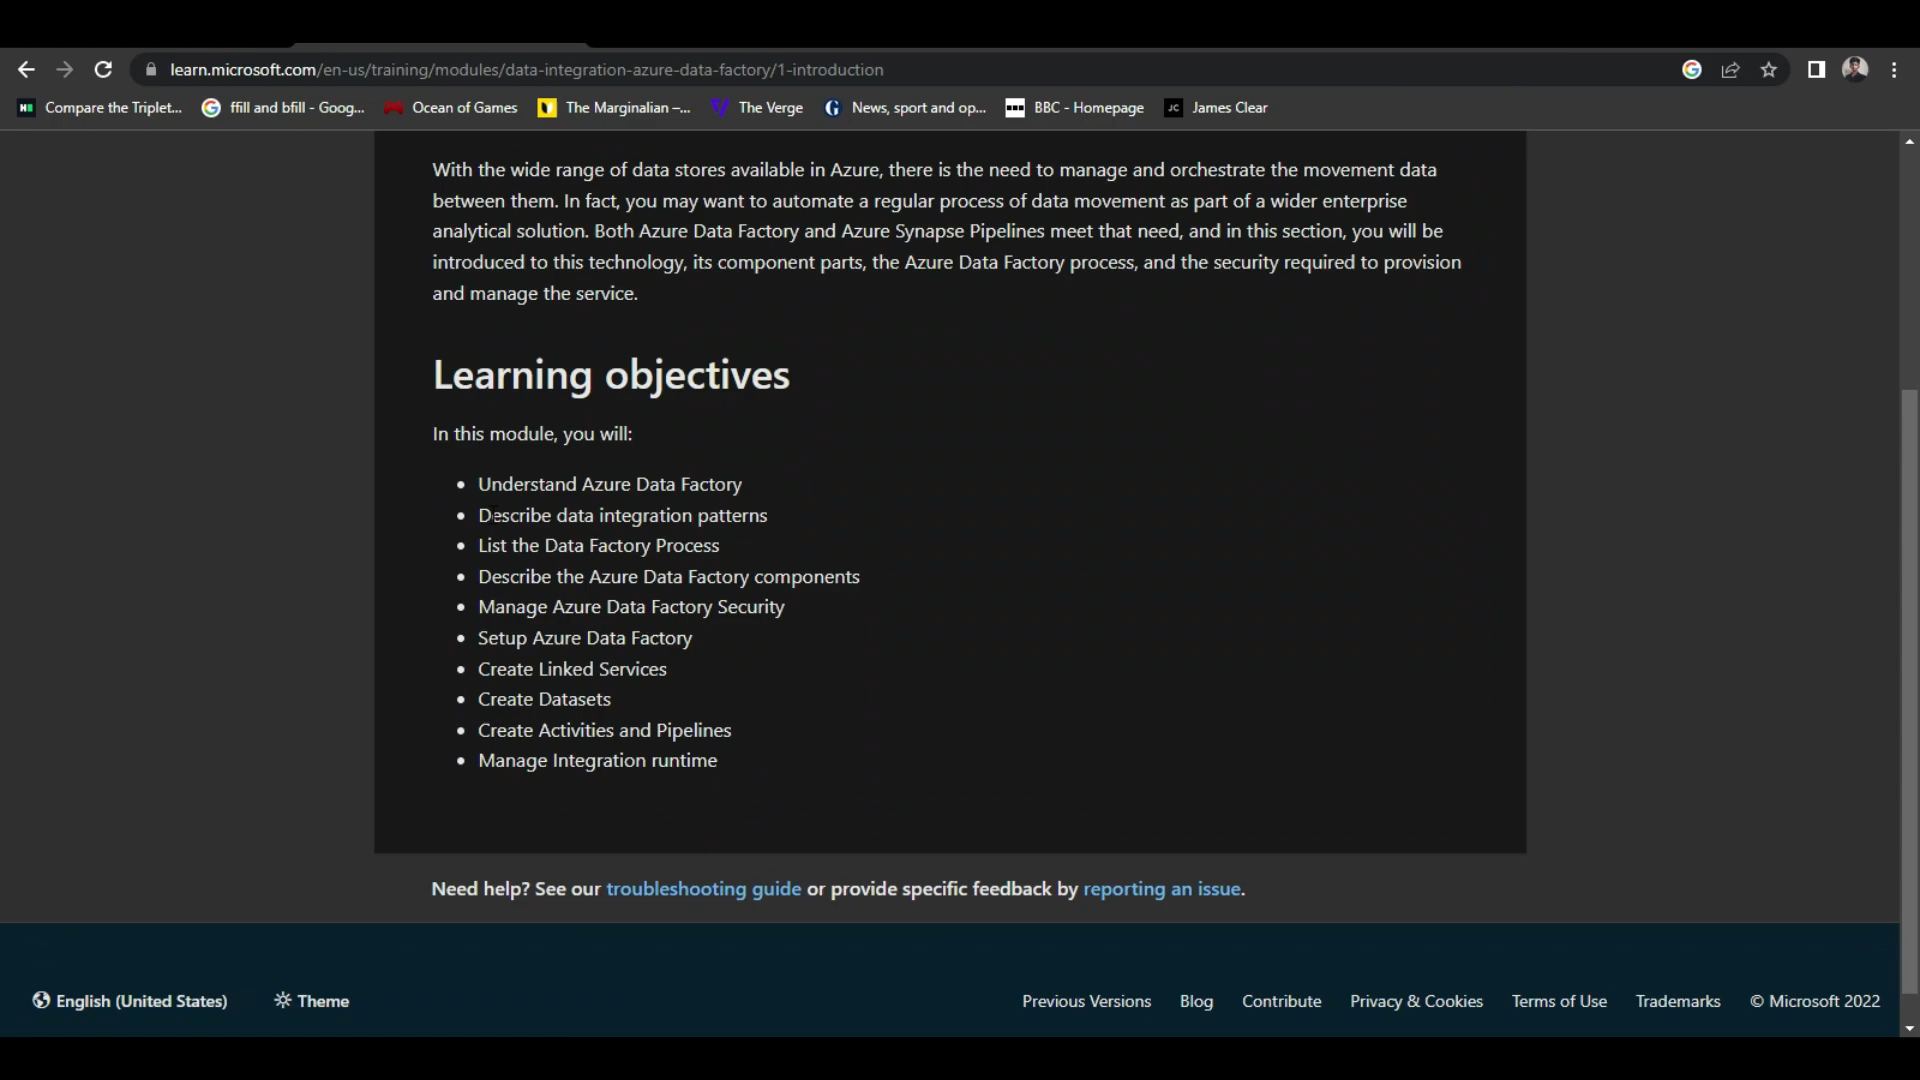 learn.microsoft.com/en-us/training/modules/data-integration-azure-data-factory/1-introduction
Compare the Triplet... ffill and bfill - Goog... Ocean of Games The Marginalian –... The Verge News, sport and op... BBC - Homepage JC James Clear
With the wide range of data stores available in Azure, there is the need to manage and orchestrate the movement data
between them. In fact, you may want to automate a regular process of data movement as part of a wider enterprise
analytical solution. Both Azure Data Factory and Azure Synapse Pipelines meet that need, and in this section, you will be
introduced to this technology, its component parts, the Azure Data Factory process, and the security required to provision
and manage the service.
Learning objectives
In this module, you will:
• Understand Azure Data Factory
• Describe data integration patterns
• List the Data Factory Process
• Describe the Azure Data Factory components
• Manage Azure Data Factory Security
• Setup Azure Data Factory
• Create Linked Services
• Create Datasets
• Create Activities and Pipelines
• Manage Integration runtime
Need help? See our troubleshooting guide or provide specific feedback by reporting an issue.
English (United States) Theme Previous Versions Blog Contribute Privacy & Cookies Terms of Use Trademarks © Microsoft 2022